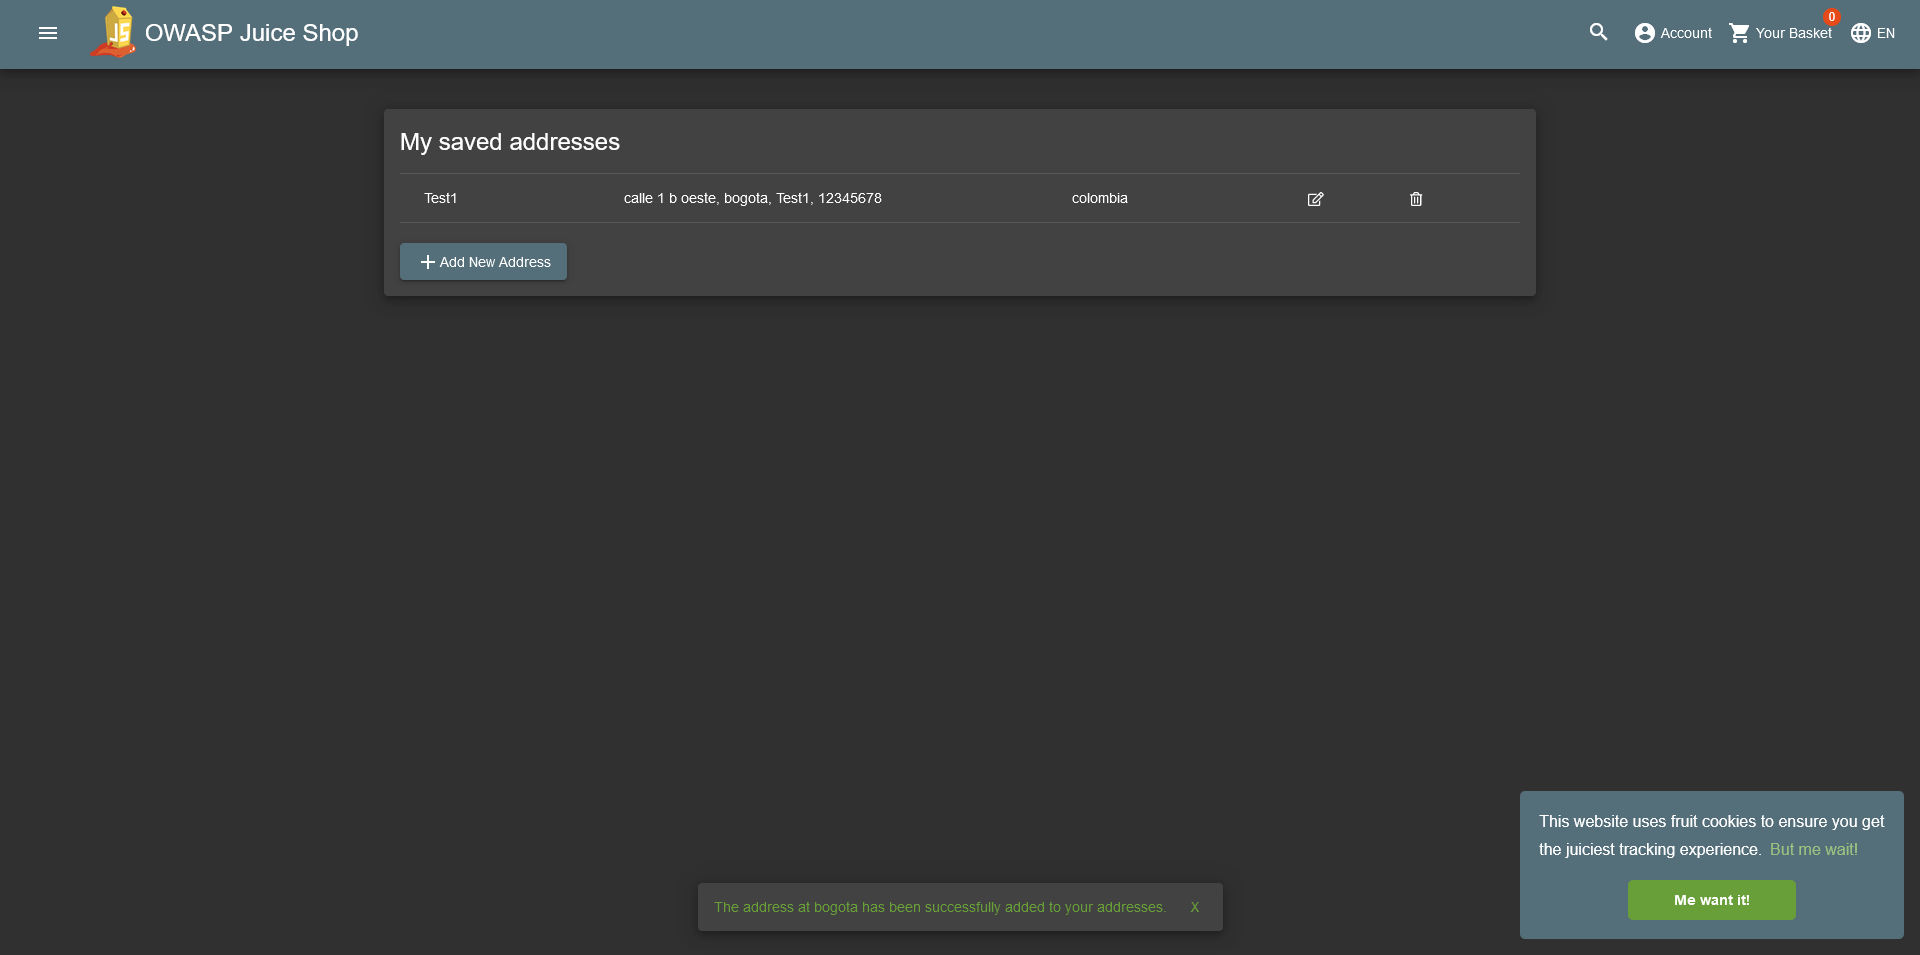 JS
OWASP Juice Shop
Account
Your Basket
0
EN
My saved addresses
Test1 calle 1 b oeste, bogota, Test1, 12345678 colombia
Add New Address
This website uses fruit cookies to ensure you get
the juiciest tracking experience. But me wait!
Me want it!
The address at bogota has been successfully added to your addresses. X